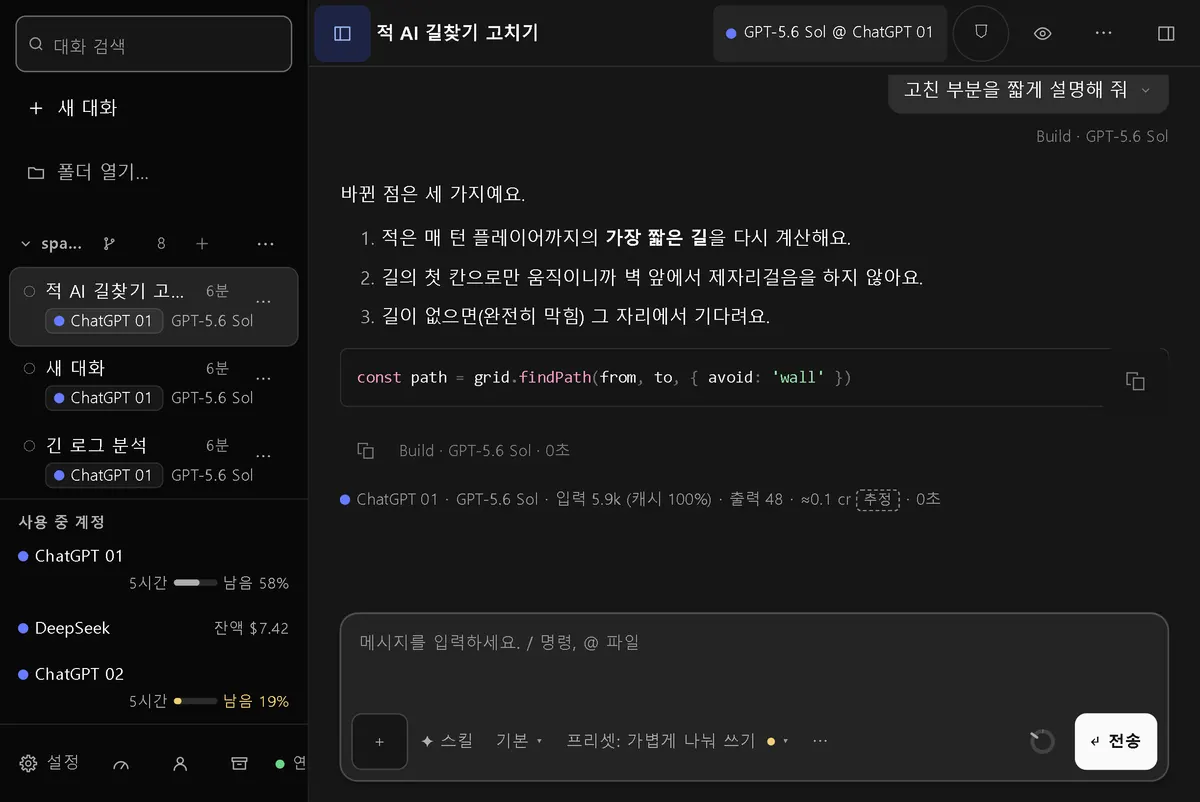 대화 검색
+ 새 대화
폴더 열기...
spa... 8 + ...
적 AI 길찾기 고... 6분 ...
ChatGPT 01 GPT-5.6 Sol
새 대화 6분 ...
ChatGPT 01 GPT-5.6 Sol
긴 로그 분석 6분 ...
ChatGPT 01 GPT-5.6 Sol
사용 중 계정
ChatGPT 01
5시간 남음 58%
DeepSeek 잔액 $7.42
ChatGPT 02
5시간 남음 19%
설정 연
적 AI 길찾기 고치기
GPT-5.6 Sol @ ChatGPT 01 ...
고친 부분을 짧게 설명해 줘
Build · GPT-5.6 Sol
바뀐 점은 세 가지예요.
1. 적은 매 턴 플레이어까지의 가장 짧은 길을 다시 계산해요.
2. 길의 첫 칸으로만 움직이니까 벽 앞에서 제자리걸음을 하지 않아요.
3. 길이 없으면(완전히 막힘) 그 자리에서 기다려요.
const path = grid.findPath(from, to, { avoid: 'wall' })
Build · GPT-5.6 Sol · 0초
ChatGPT 01 · GPT-5.6 Sol · 입력 5.9k (캐시 100%) · 출력 48 · ≈0.1 cr 추정 · 0초
메시지를 입력하세요. / 명령, @ 파일
+ 스킬 기본 프리셋: 가볍게 나눠 쓰기 ...
↵ 전송